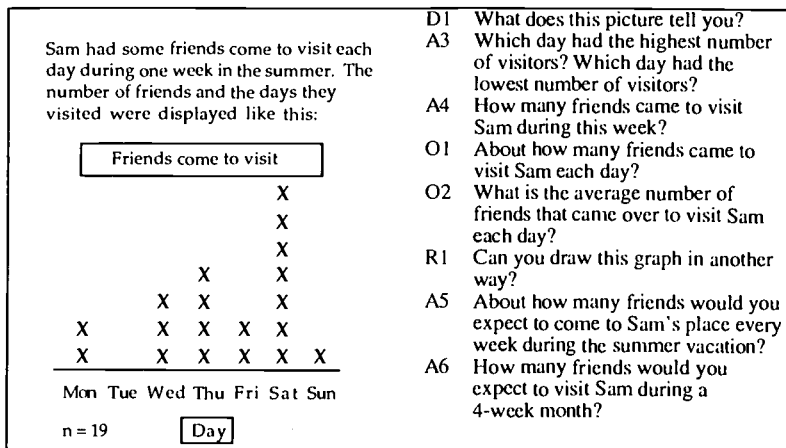 Sam had some friends come to visit each
day during one week in the summer. The
number of friends and the days they
visited were displayed like this:
Friends come to visit
X
X
X
X X
X X X
X X X X X
X X X X X X
Mon Tue Wed Thu Fri Sat Sun
n = 19 Day
D1 What does this picture tell you?
A3 Which day had the highest number
of visitors? Which day had the
lowest number of visitors?
A4 How many friends came to visit
Sam during this week?
O1 About how many friends came to
visit Sam each day?
O2 What is the average number of
friends that came over to visit Sam
each day?
R1 Can you draw this graph in another
way?
A5 About how many friends would you
expect to come to Sam's place every
week during the summer vacation?
A6 How many friends would you
expect to visit Sam during a
4-week month?